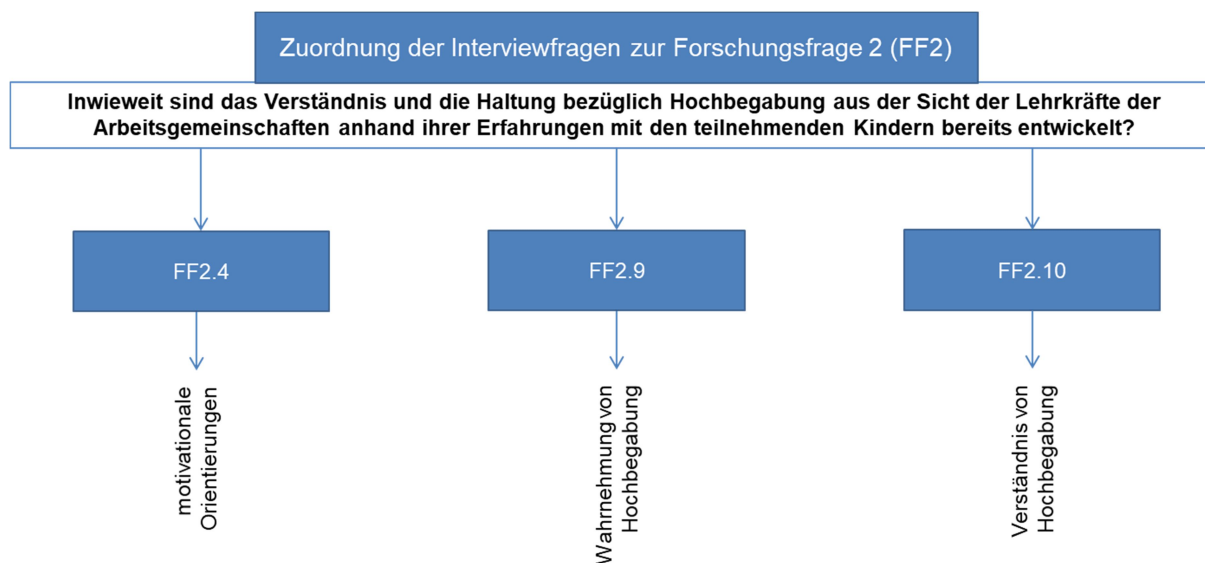 Zuordnung der Interviewfragen zur Forschungsfrage 2 (FF2)
Inwieweit sind das Verständnis und die Haltung bezüglich Hochbegabung aus der Sicht der Lehrkräfte der
Arbeitsgemeinschaften anhand ihrer Erfahrungen mit den teilnehmenden Kindern bereits entwickelt?
FF2.4
FF2.9
FF2.10
motivationale
Orientierungen
Wahrnehmung von
Hochbegabung
Verständnis von
Hochbegabung